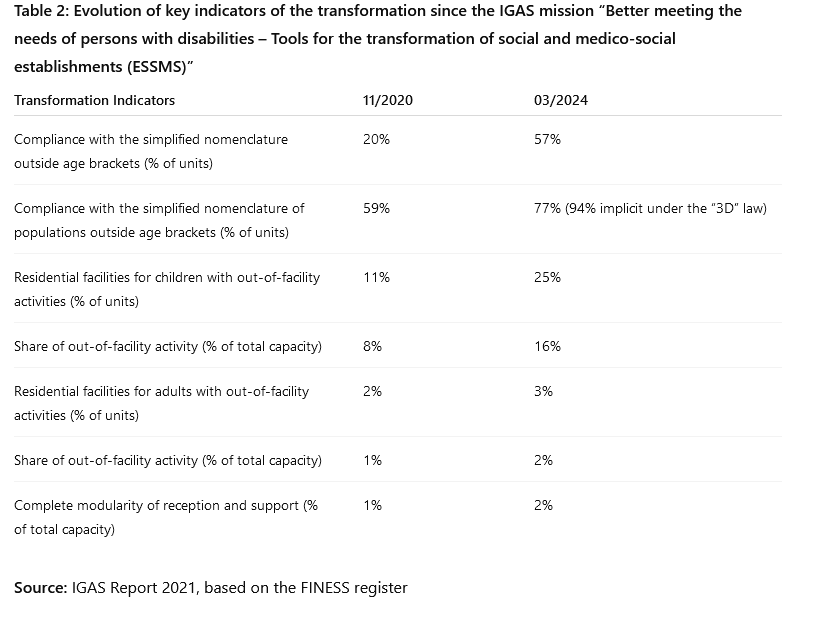 Table 2: Evolution of key indicators of the transformation since the IGAS mission “Better meeting the
needs of persons with disabilities – Tools for the transformation of social and medico-social
establishments (ESSMS)”
Transformation Indicators 11/2020 03/2024
Compliance with the simplified nomenclature 20% 57%
outside age brackets (% of units)
Compliance with the simplified nomenclature of 59% 77% (94% implicit under the “3D” law)
populations outside age brackets (% of units)
Residential facilities for children with out-of-facility 11% 25%
activities (% of units)
Share of out-of-facility activity (% of total capacity) 8% 16%
Residential facilities for adults with out-of-facility 2% 3%
activities (% of units)
Share of out-of-facility activity (% of total capacity) 1% 2%
Complete modularity of reception and support (% 1% 2%
of total capacity)
Source: IGAS Report 2021, based on the FINESS register